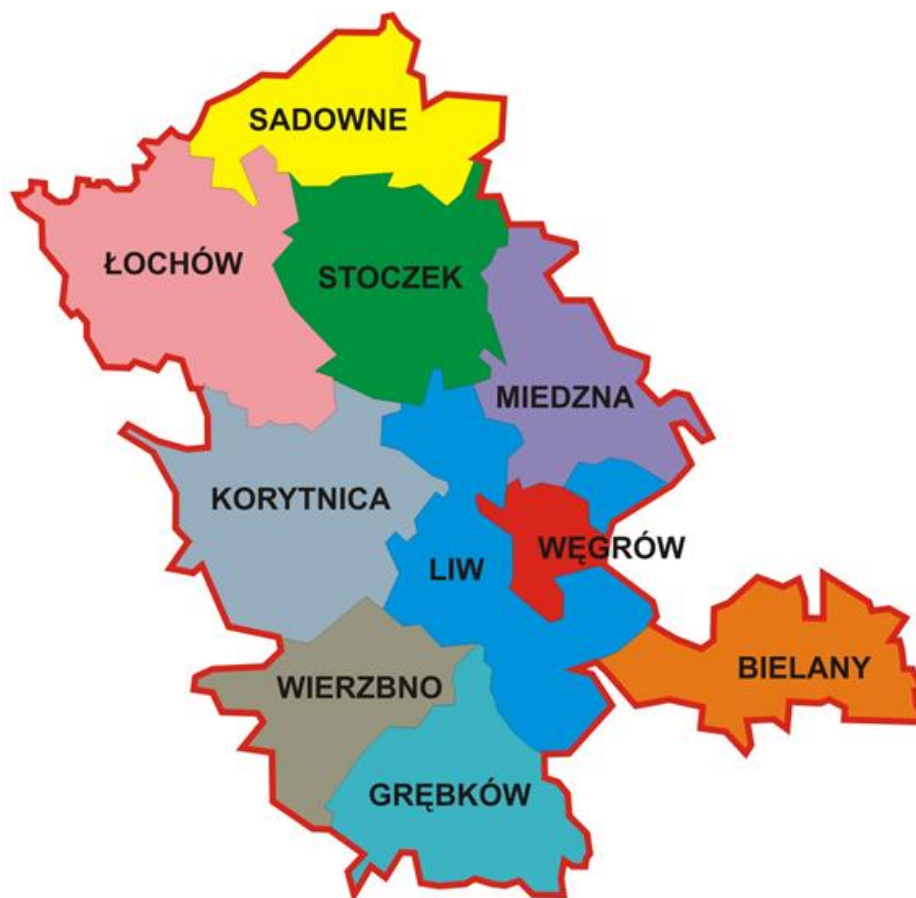 SADOWNE
ŁOCHÓW
STOCZEK
MIEDZNA
KORYTNICA
LIW
WĘGRÓW
WIERZBNO
BIELANY
GRĘBKÓW